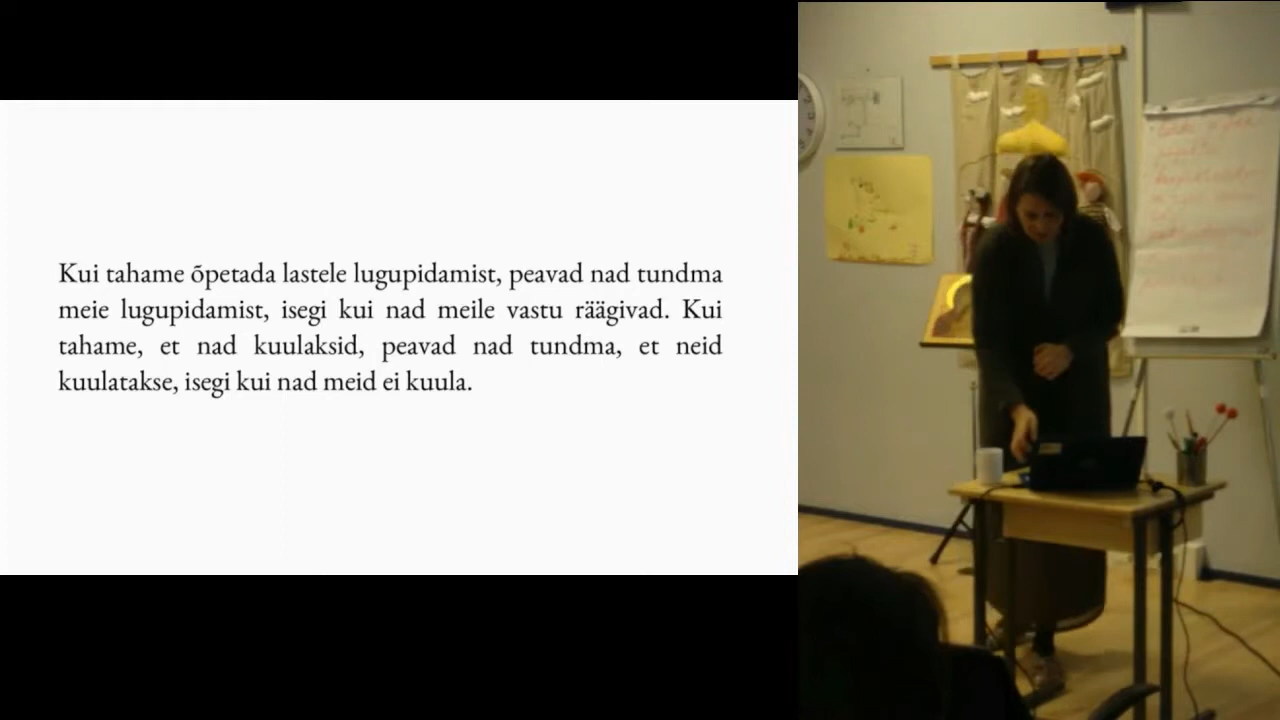 Kui tahame õpetada lastele lugupidamist, peavad nad tundma
meie lugupidamist, isegi kui nad meile vastu räägivad. Kui
tahame, et nad kuulaksid, peavad nad tundma, et neid
kuulatakse, isegi kui nad meid ei kuula.